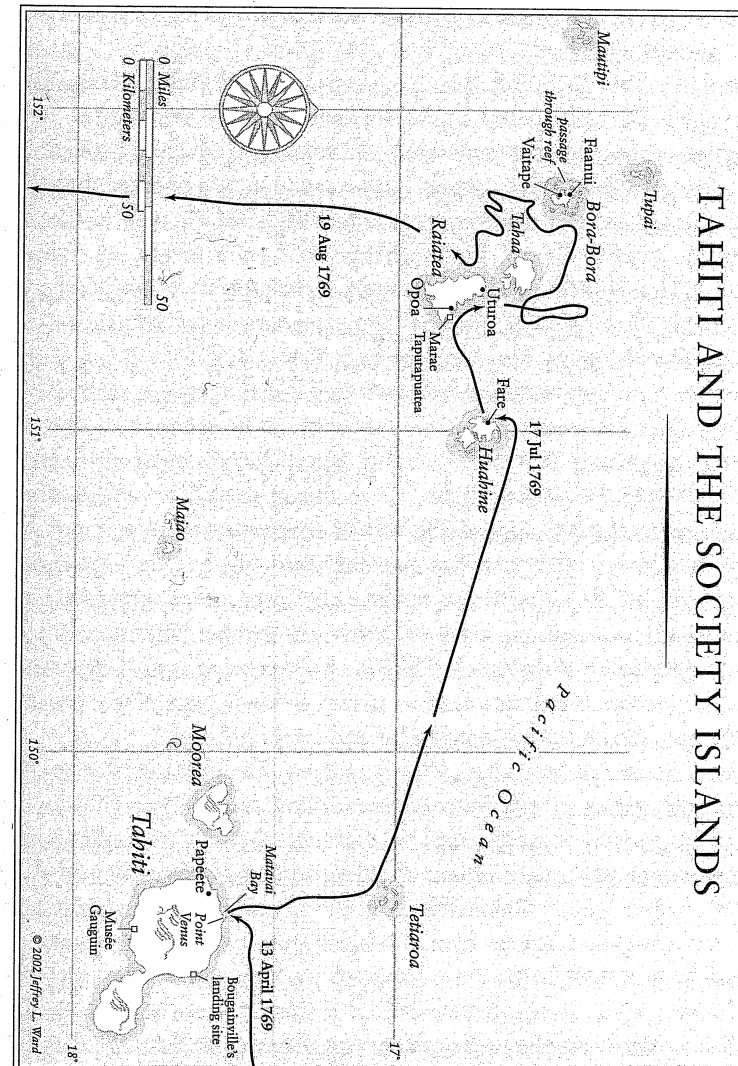 TAHITI AND THE SOCIETY ISLANDS
Mautipi
Tupai
Faanui
passage
through reef
Vaitape
Bora-Bora
Tahaa
Raiatea
Uturoa
Opoa
Marae
Taputapuatea
Fare
Huahine
17 Jul 1769
19 Aug 1769
0 Miles
50
0 Kilometers
50
152°
151°
150°
Maiao
Pacific Ocean
Moorea
Tahiti
Papeete
Matavai
Bay
Point
Venus
Musée
Gauguin
Bougainville's
landing site
13 April 1769
Tetiaroa
17°
18°
© 2002 Jeffrey L. Ward